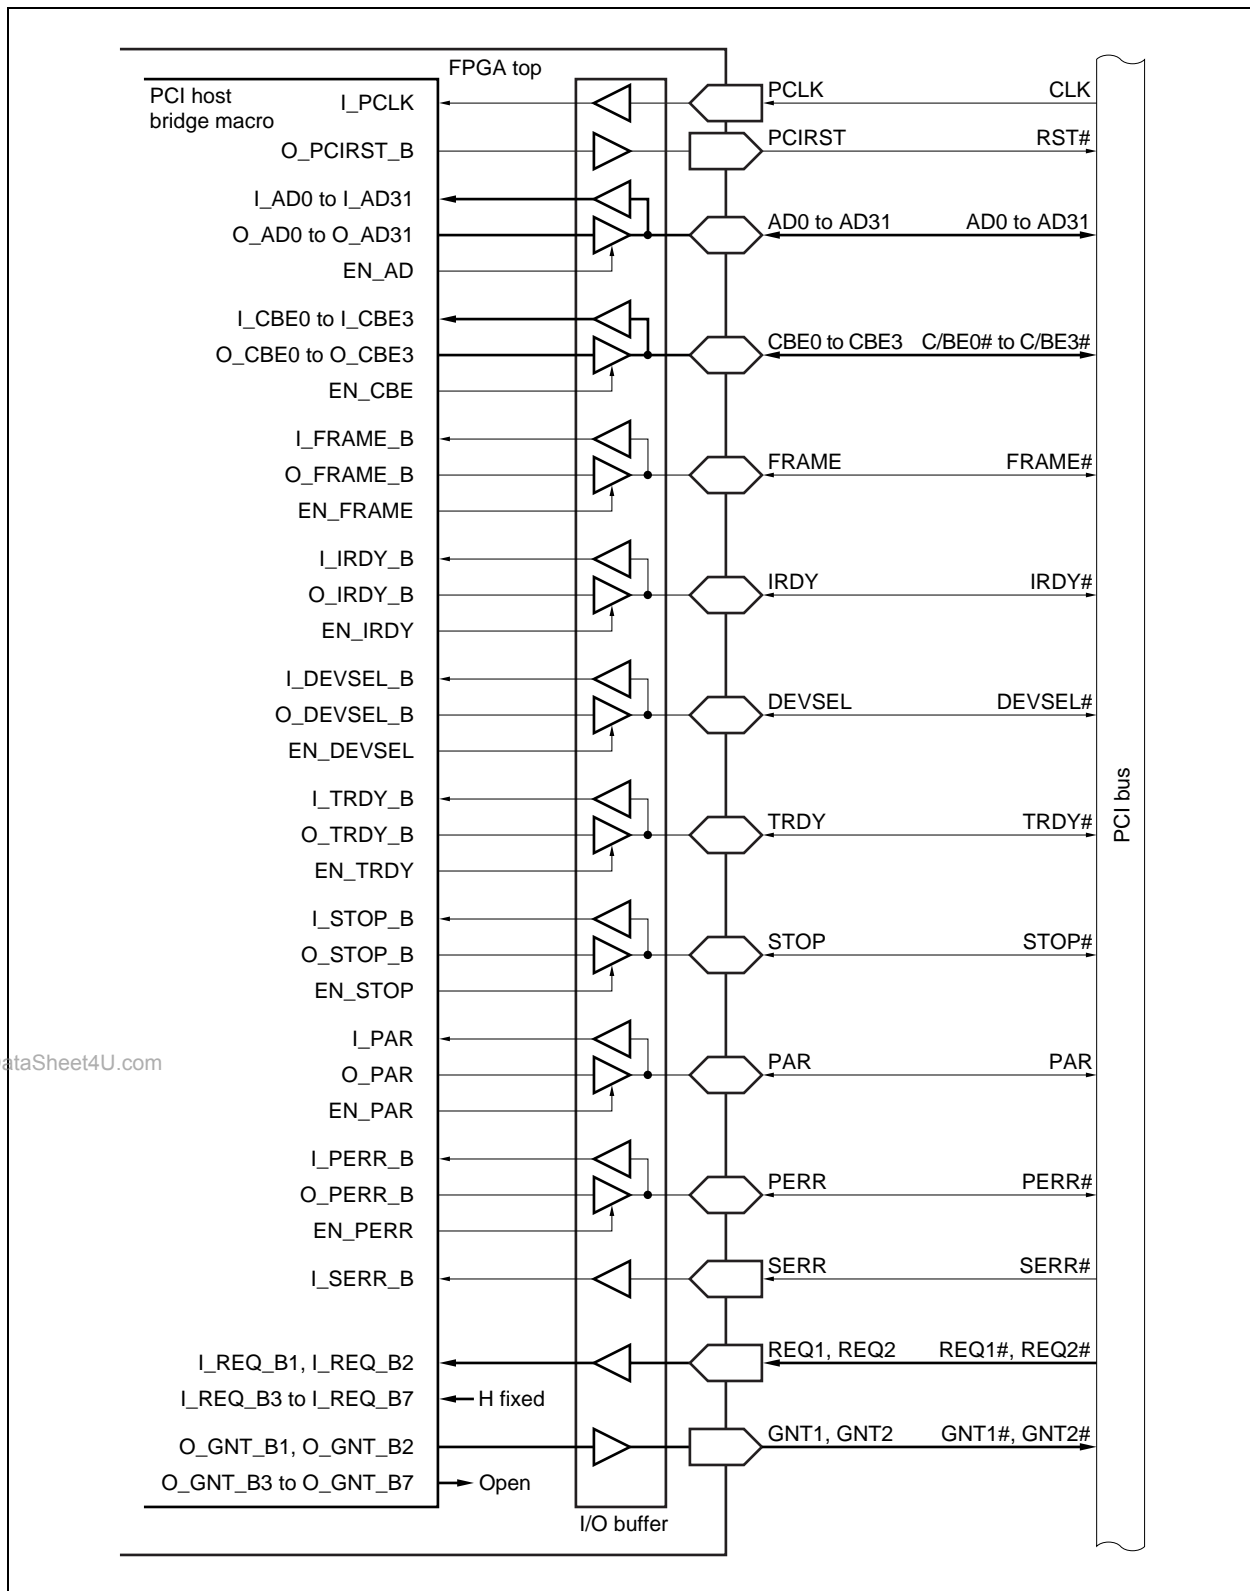 FPGA top
PCI host
bridge macro
I_PCLK PCLK CLK
O_PCIRST_B PCIRST RST#
I_AD0 to I_AD31
O_AD0 to O_AD31 AD0 to AD31 AD0 to AD31
EN_AD
I_CBE0 to I_CBE3
O_CBE0 to O_CBE3 CBE0 to CBE3 C/BE0# to C/BE3#
EN_CBE
I_FRAME_B
O_FRAME_B FRAME FRAME#
EN_FRAME
I_IRDY_B
O_IRDY_B IRDY IRDY#
EN_IRDY
I_DEVSEL_B
O_DEVSEL_B DEVSEL DEVSEL#
EN_DEVSEL
I_TRDY_B
O_TRDY_B TRDY TRDY#
EN_TRDY
PCI bus
I_STOP_B
O_STOP_B STOP STOP#
EN_STOP
I_PAR
ataSheet4U.com
O_PAR PAR PAR
EN_PAR
I_PERR_B
O_PERR_B PERR PERR#
EN_PERR
I_SERR_B SERR SERR#
I_REQ_B1, I_REQ_B2 REQ1, REQ2 REQ1#, REQ2#
I_REQ_B3 to I_REQ_B7 H fixed
O_GNT_B1, O_GNT_B2 GNT1, GNT2 GNT1#, GNT2#
O_GNT_B3 to O_GNT_B7 Open
I/O buffer